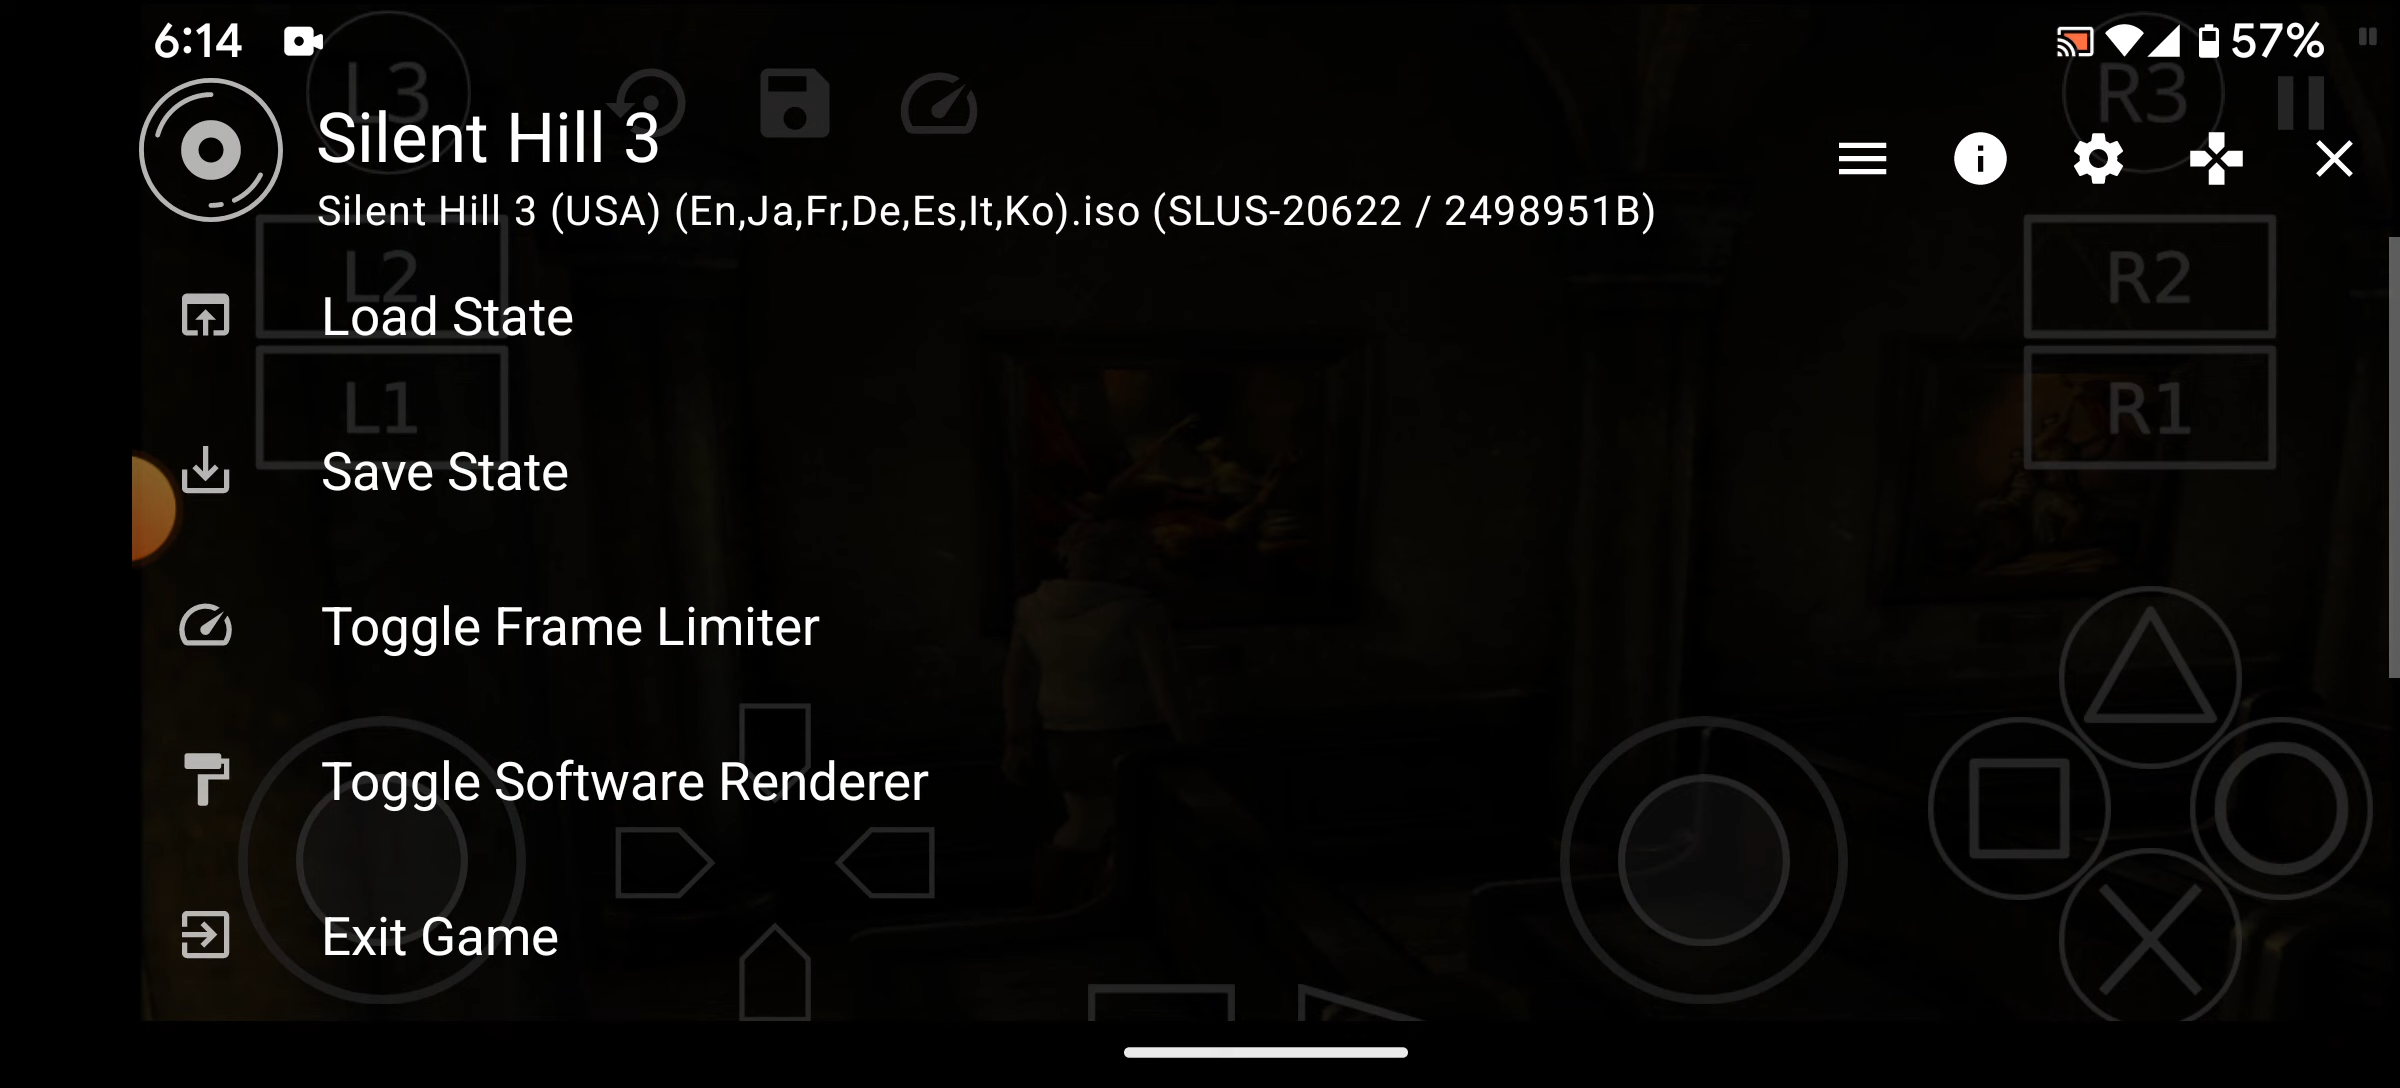 6:14
57%
L3
R3
Silent Hill 3
Silent Hill 3 (USA) (En,Ja,Fr,De,Es,It,Ko).iso (SLUS-20622 / 2498951B)
L2
R2
Load State
L1
R1
Save State
Toggle Frame Limiter
Toggle Software Renderer
Exit Game